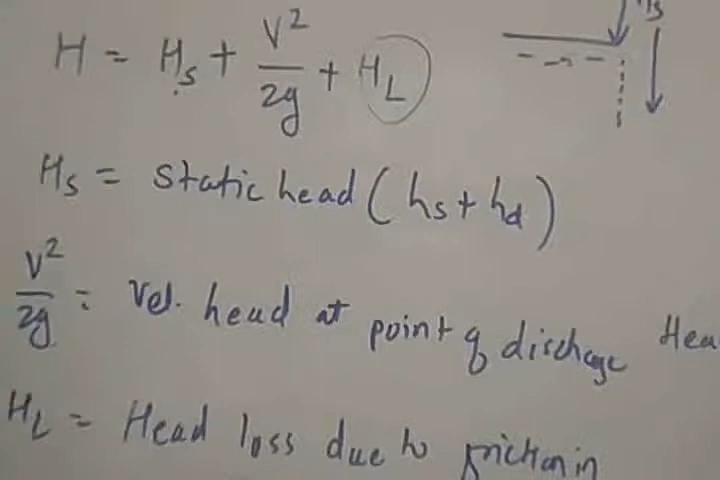 H = Hs + V²/2g + HL
Hs = static head (hs + hd)
V²/2g = Vel. head at point of discharge
HL = Head loss due to friction in